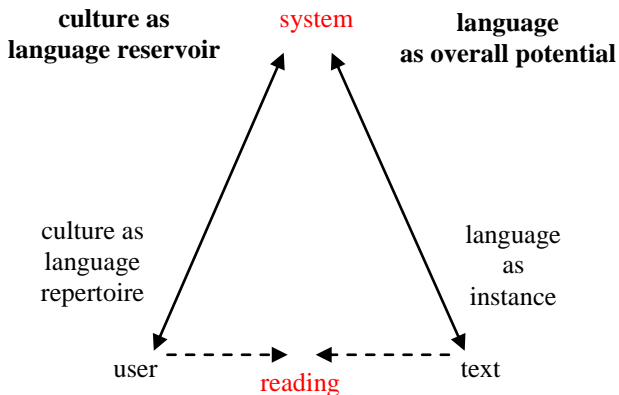 culture as
language reservoir
system
language
as overall potential
culture as
language
repertoire
language
as
instance
user
reading
text